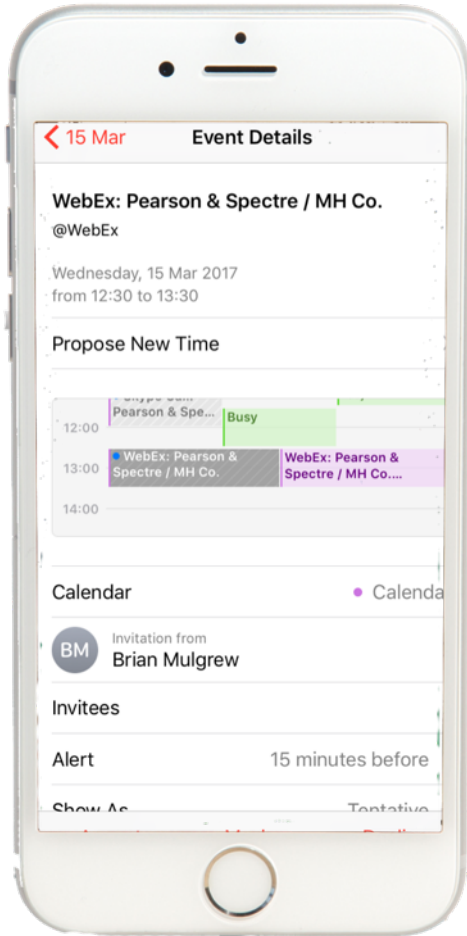 15 Mar Event Details
WebEx: Pearson & Spectre / MH Co.
@WebEx
Wednesday, 15 Mar 2017
from 12:30 to 13:30
Propose New Time
Pearson & Spe...
Busy
12:00
WebEx: Pearson & WebEx: Pearson &
13:00 Spectre / MH Co. Spectre / MH Co....
14:00
Calendar Calenda
BM Invitation from
Brian Mulgrew
Invitees
Alert 15 minutes before
Show As Tentative